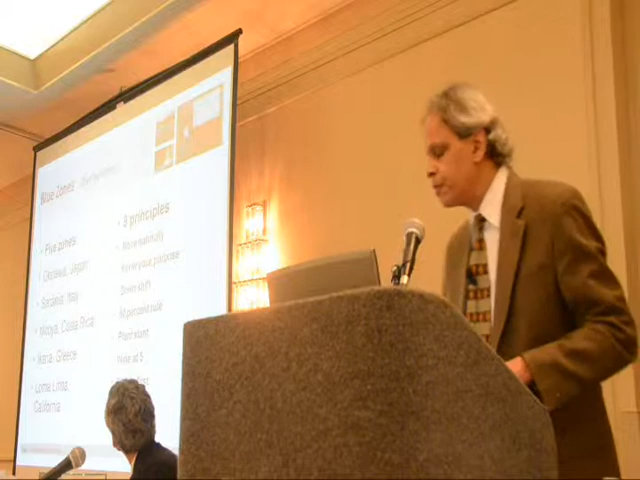 Blue Zones
• Five zones
Okinawa, Japan
Sardinia, Italy
Nicoya, Costa Rica
Ikaria, Greece
Loma Linda,
California
• 9 principles
Move naturally
Know your purpose
Down shift
80 percent rule
Plant slant
Wine at 5